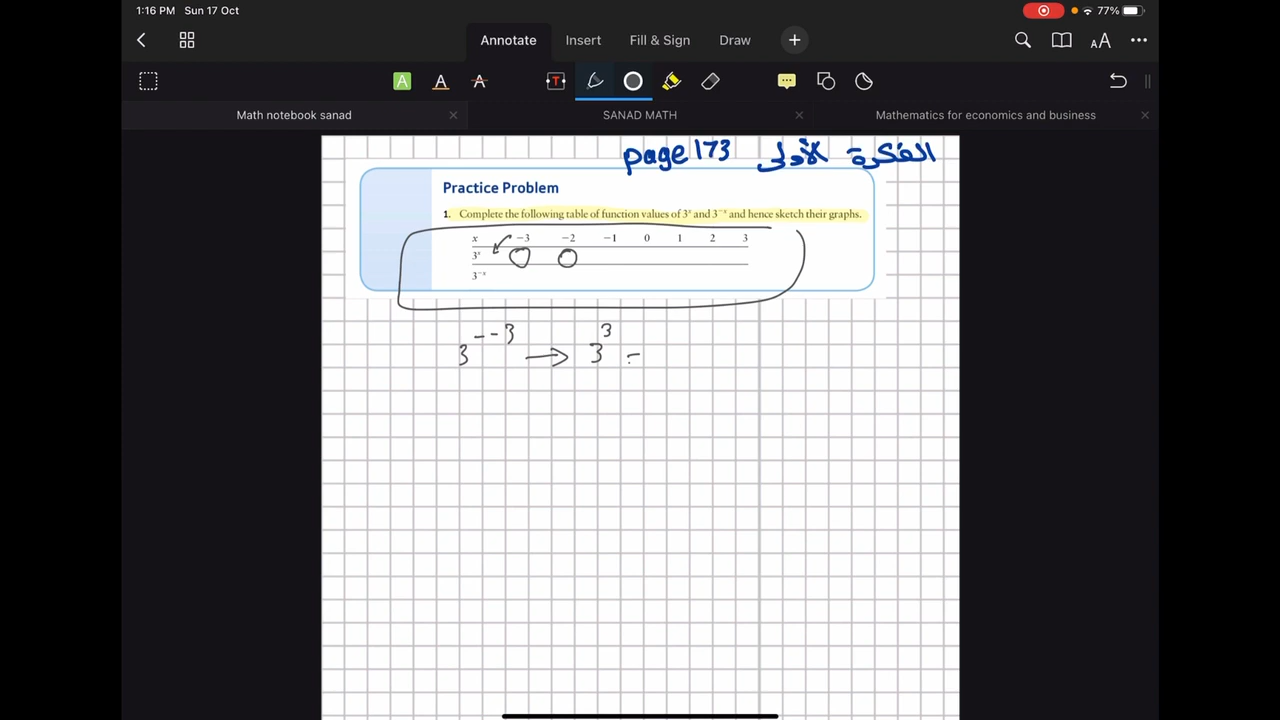 1:16 PM Sun 17 Oct
77%
Annotate Insert Fill & Sign Draw
AA
A A A T
Math notebook sanad SANAD MATH Mathematics for economics and business
page 173 الفكرة الأولى
Practice Problem
1. Complete the following table of function values of 3ˣ and 3⁻ˣ and hence sketch their graphs.
x −3 −2 −1 0 1 2 3
3ˣ
3⁻ˣ
3⁻⁻³ → 3³ =